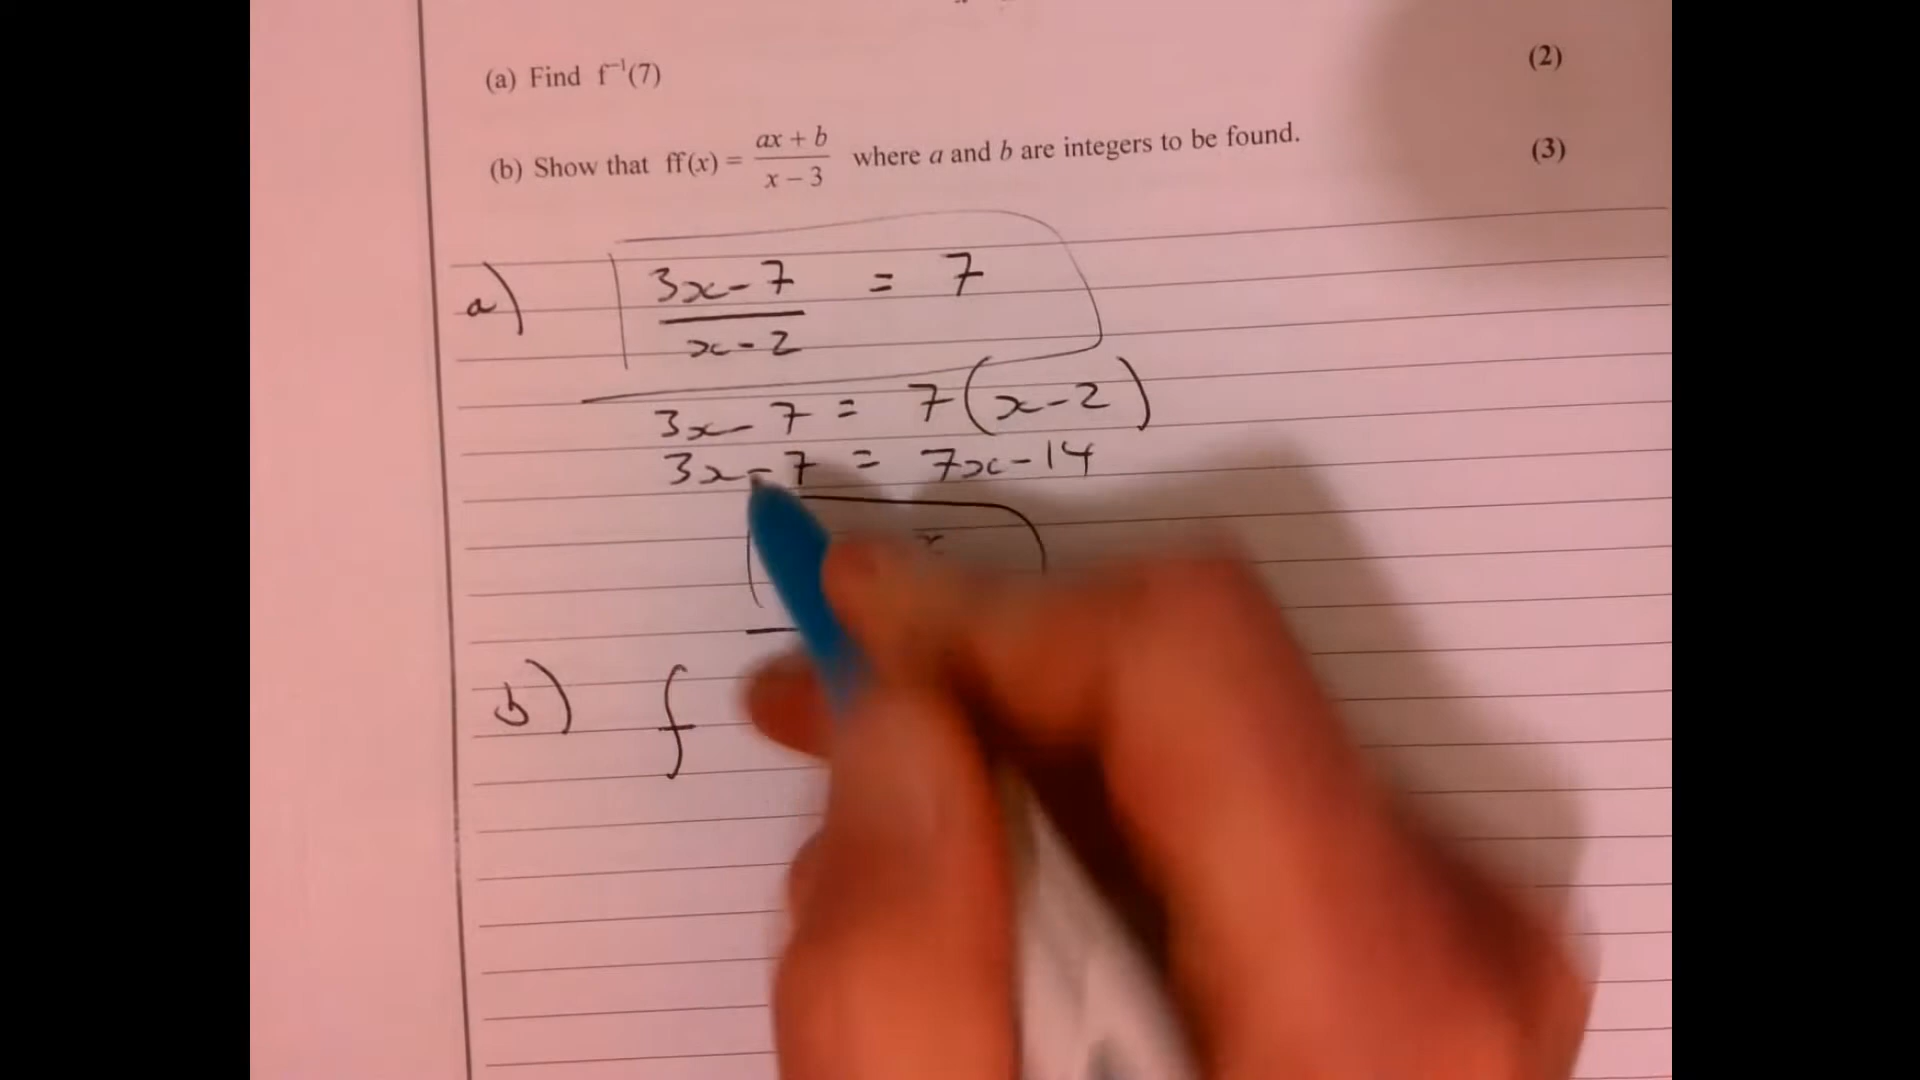 (a) Find f⁻¹(7)
(2)
(b) Show that ff(x) = (ax + b)/(x − 3) where a and b are integers to be found.
(3)
a) (3x-7)/(x-2) = 7
3x-7 = 7(x-2)
3x-7 = 7x-14
x
b) f